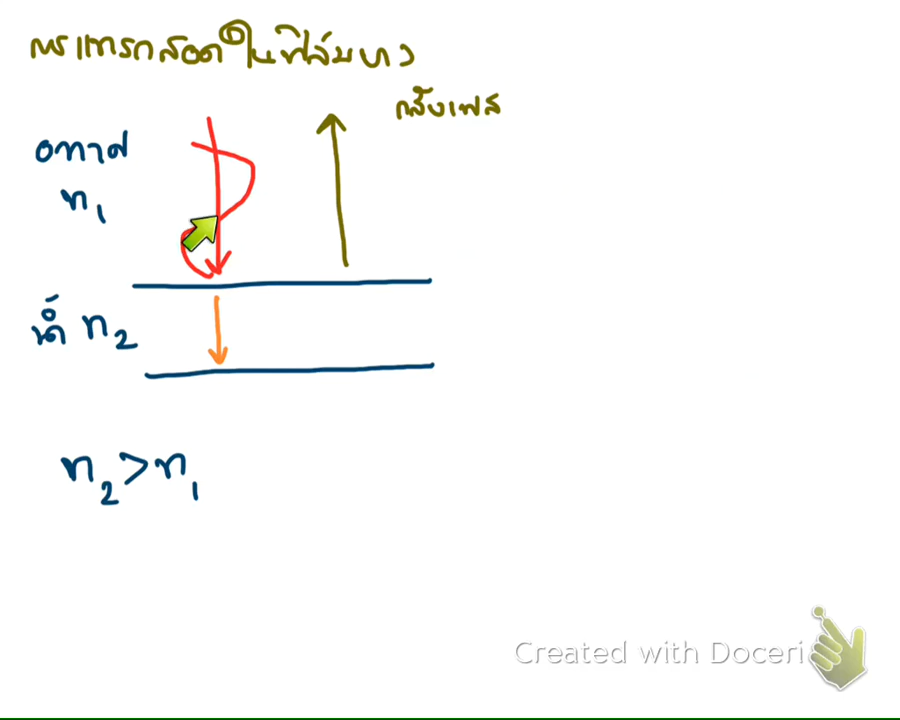 การแทรกสอดในฟิล์มบาง
กลับเฟส
อากาศ
n₁
น้ำ n₂
n₂ > n₁
Created with Doceri